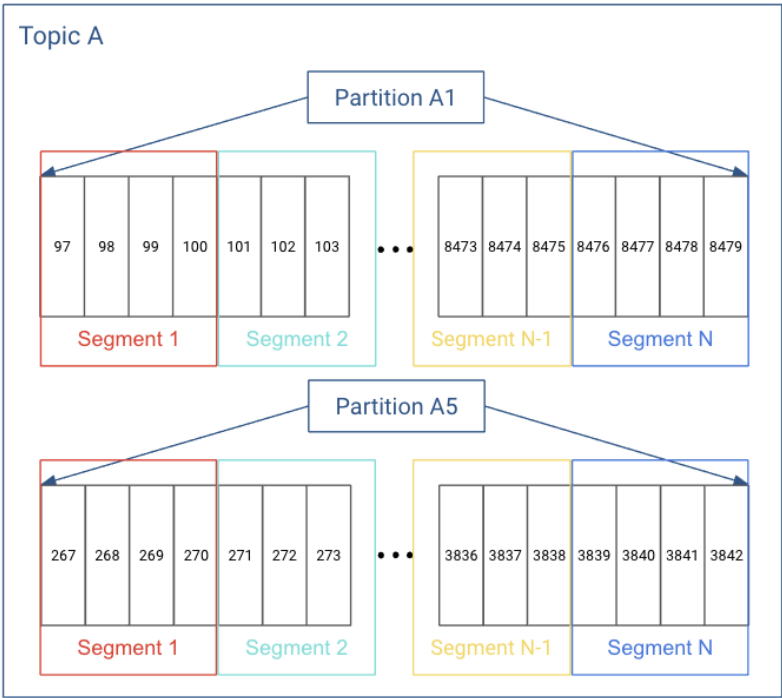 Topic A
Partition A1
97 98 99 100 101 102 103 ••• 8473 8474 8475 8476 8477 8478 8479
Segment 1 Segment 2 Segment N-1 Segment N
Partition A5
267 268 269 270 271 272 273 ••• 3836 3837 3838 3839 3840 3841 3842
Segment 1 Segment 2 Segment N-1 Segment N